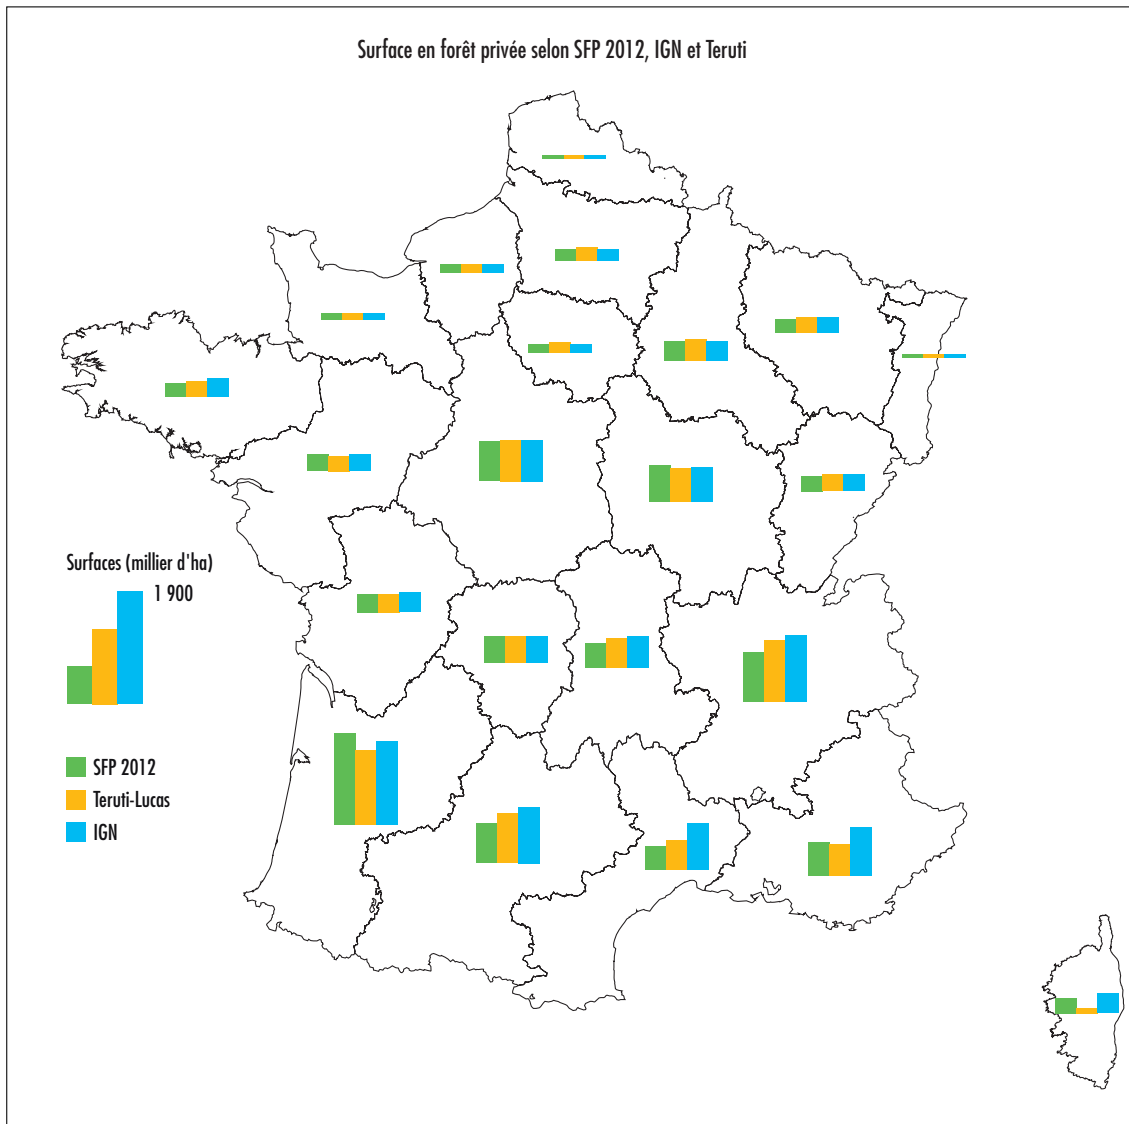 Surface en forêt privée selon SFP 2012, IGN et Teruti
Surfaces (millier d'ha)
1 900
SFP 2012
Teruti-Lucas
IGN